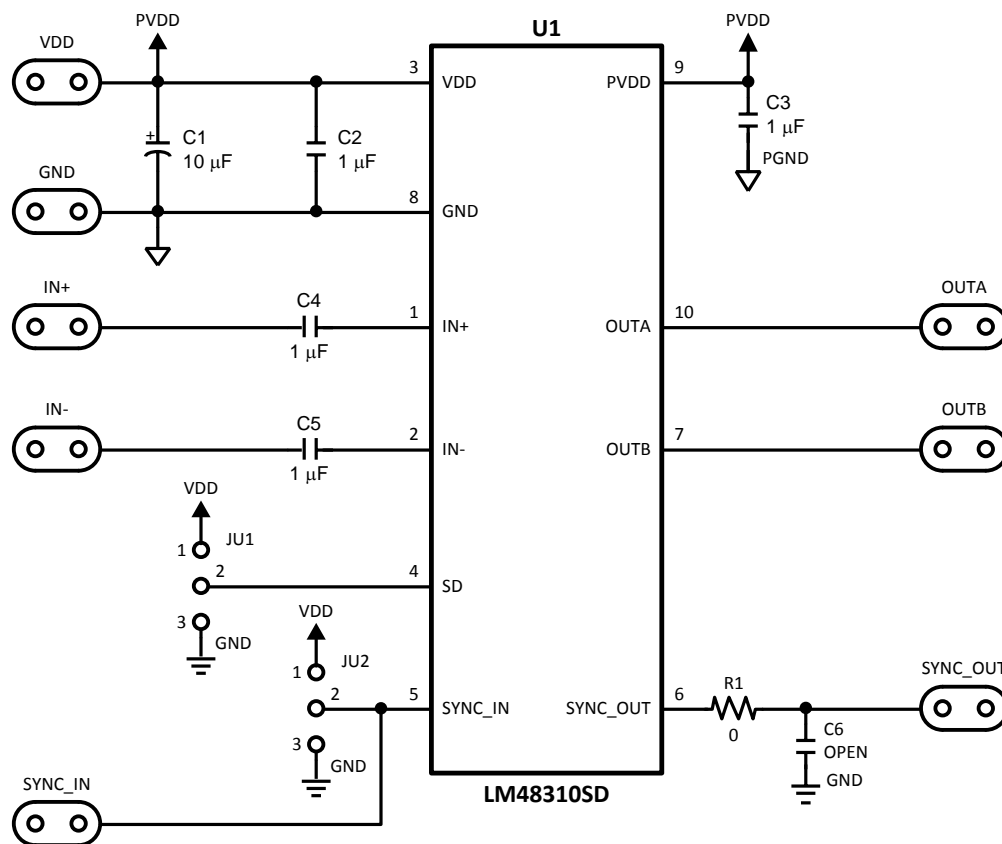 PVDD
VDD
U1
PVDD
3
VDD
PVDD
9
+
C1
10 μF
C2
1 μF
C3
1 μF
PGND
GND
8
GND
IN+
C4
1 μF
1
IN+
OUTA
10
OUTA
IN-
C5
1 μF
2
IN-
OUTB
7
OUTB
VDD
1
JU1
2
4
SD
3
GND
VDD
1
JU2
2
5
SYNC_IN
SYNC_OUT
6
R1
0
SYNC_OUT
C6
OPEN
GND
3
GND
SYNC_IN
LM48310SD